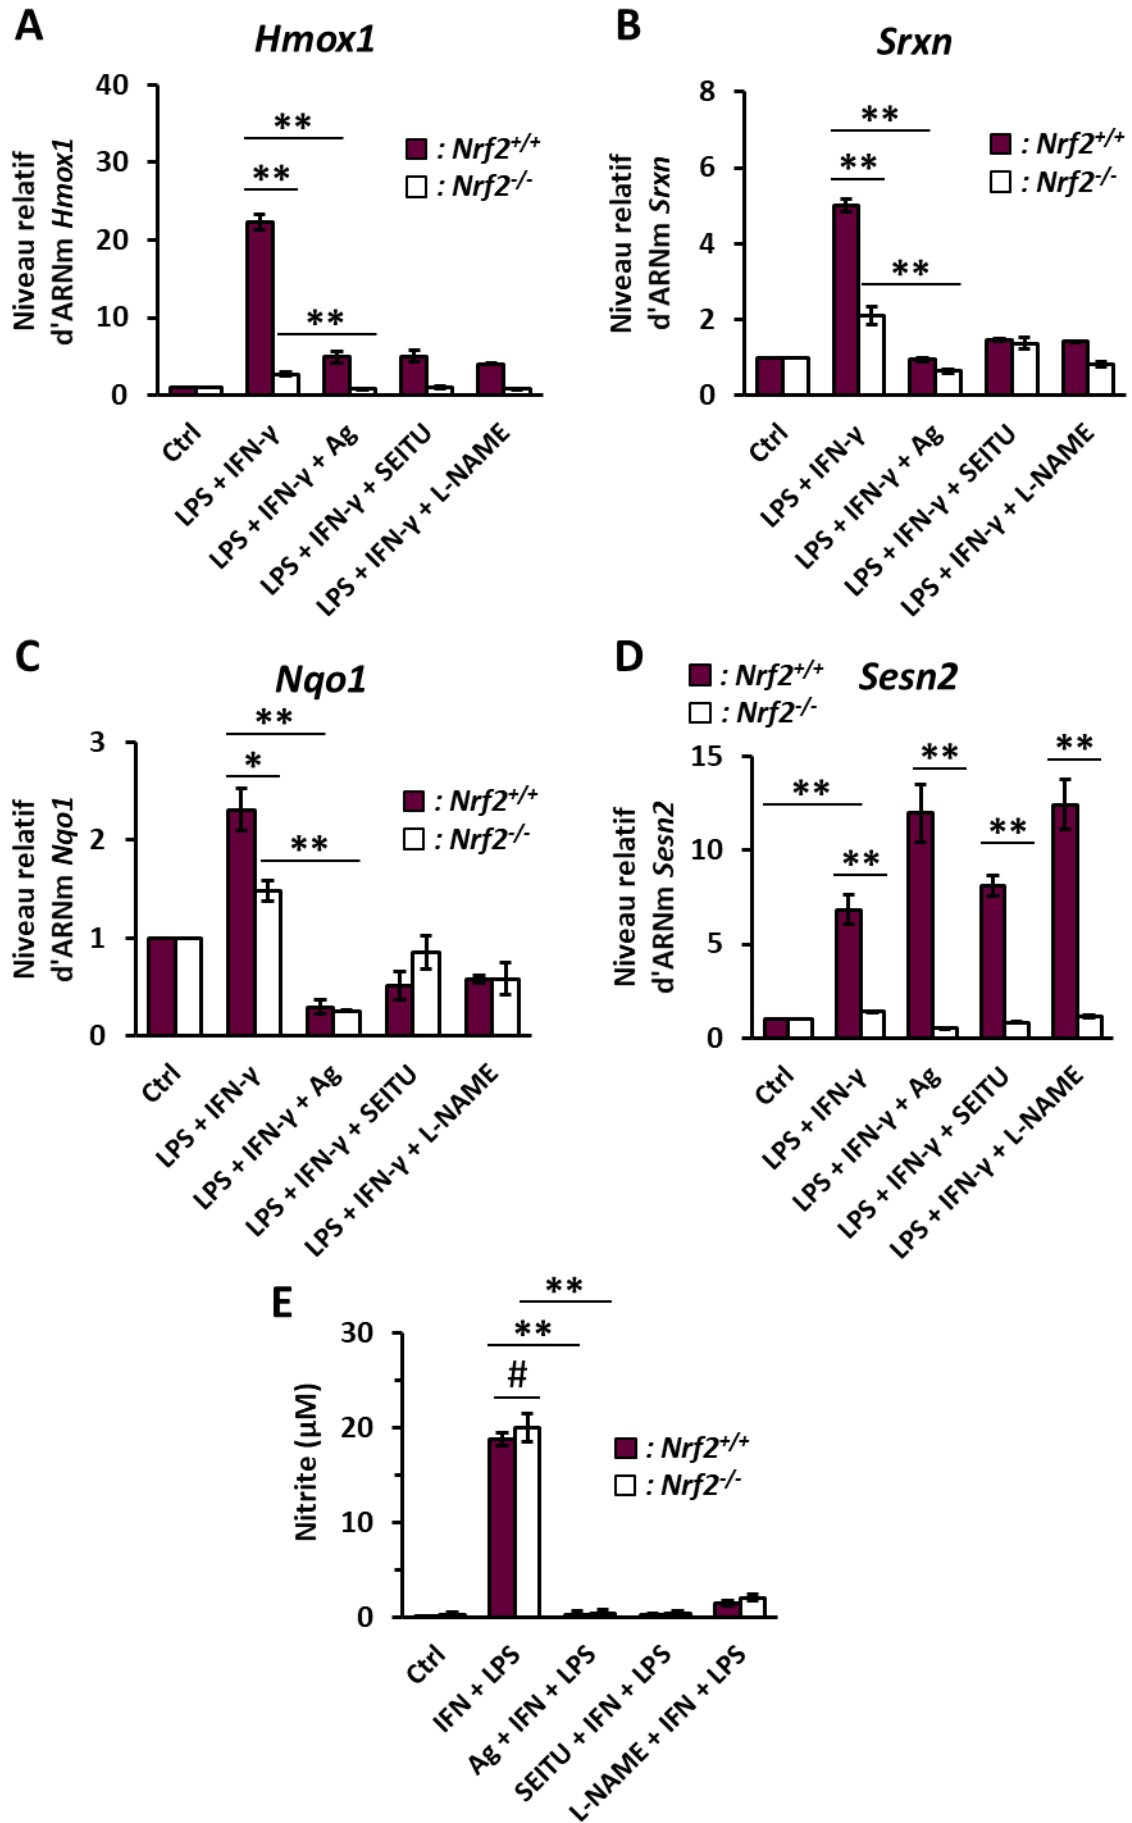 A
Hmox1
Niveau relatif
d'ARNm Hmox1
40
30
20
10
0
**
**
**
: Nrf2+/+
: Nrf2-/-
Ctrl
LPS + IFN-γ
LPS + IFN-γ + Ag
LPS + IFN-γ + SEITU
LPS + IFN-γ + L-NAME
B
Srxn
Niveau relatif
d'ARNm Srxn
8
6
4
2
0
**
**
**
: Nrf2+/+
: Nrf2-/-
Ctrl
LPS + IFN-γ
LPS + IFN-γ + Ag
LPS + IFN-γ + SEITU
LPS + IFN-γ + L-NAME
C
Nqo1
Niveau relatif
d'ARNm Nqo1
3
2
1
0
**
*
**
: Nrf2+/+
: Nrf2-/-
Ctrl
LPS + IFN-γ
LPS + IFN-γ + Ag
LPS + IFN-γ + SEITU
LPS + IFN-γ + L-NAME
D
: Nrf2+/+
: Nrf2-/-
Sesn2
Niveau relatif
d'ARNm Sesn2
15
10
5
0
**
**
**
**
**
Ctrl
LPS + IFN-γ
LPS + IFN-γ + Ag
LPS + IFN-γ + SEITU
LPS + IFN-γ + L-NAME
E
Nitrite (µM)
30
20
10
0
**
**
#
: Nrf2+/+
: Nrf2-/-
Ctrl
IFN + LPS
Ag + IFN + LPS
SEITU + IFN + LPS
L-NAME + IFN + LPS